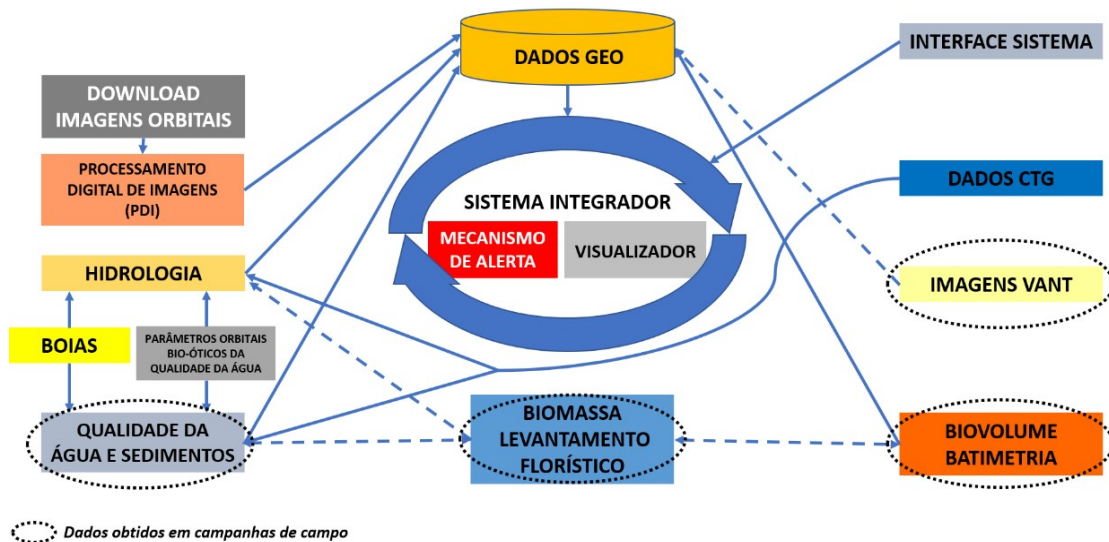 DADOS GEO
INTERFACE SISTEMA
DOWNLOAD
IMAGENS ORBITAIS
PROCESSAMENTO
DIGITAL DE IMAGENS
(PDI)
SISTEMA INTEGRADOR
MECANISMO
DE ALERTA
VISUALIZADOR
DADOS CTG
HIDROLOGIA
IMAGENS VANT
BOIAS
PARÂMETROS ORBITAIS
BIO-ÓTICOS DA
QUALIDADE DA ÁGUA
QUALIDADE DA
ÁGUA E SEDIMENTOS
BIOMASSA
LEVANTAMENTO
FLORÍSTICO
BIOVOLUME
BATIMETRIA
Dados obtidos em campanhas de campo